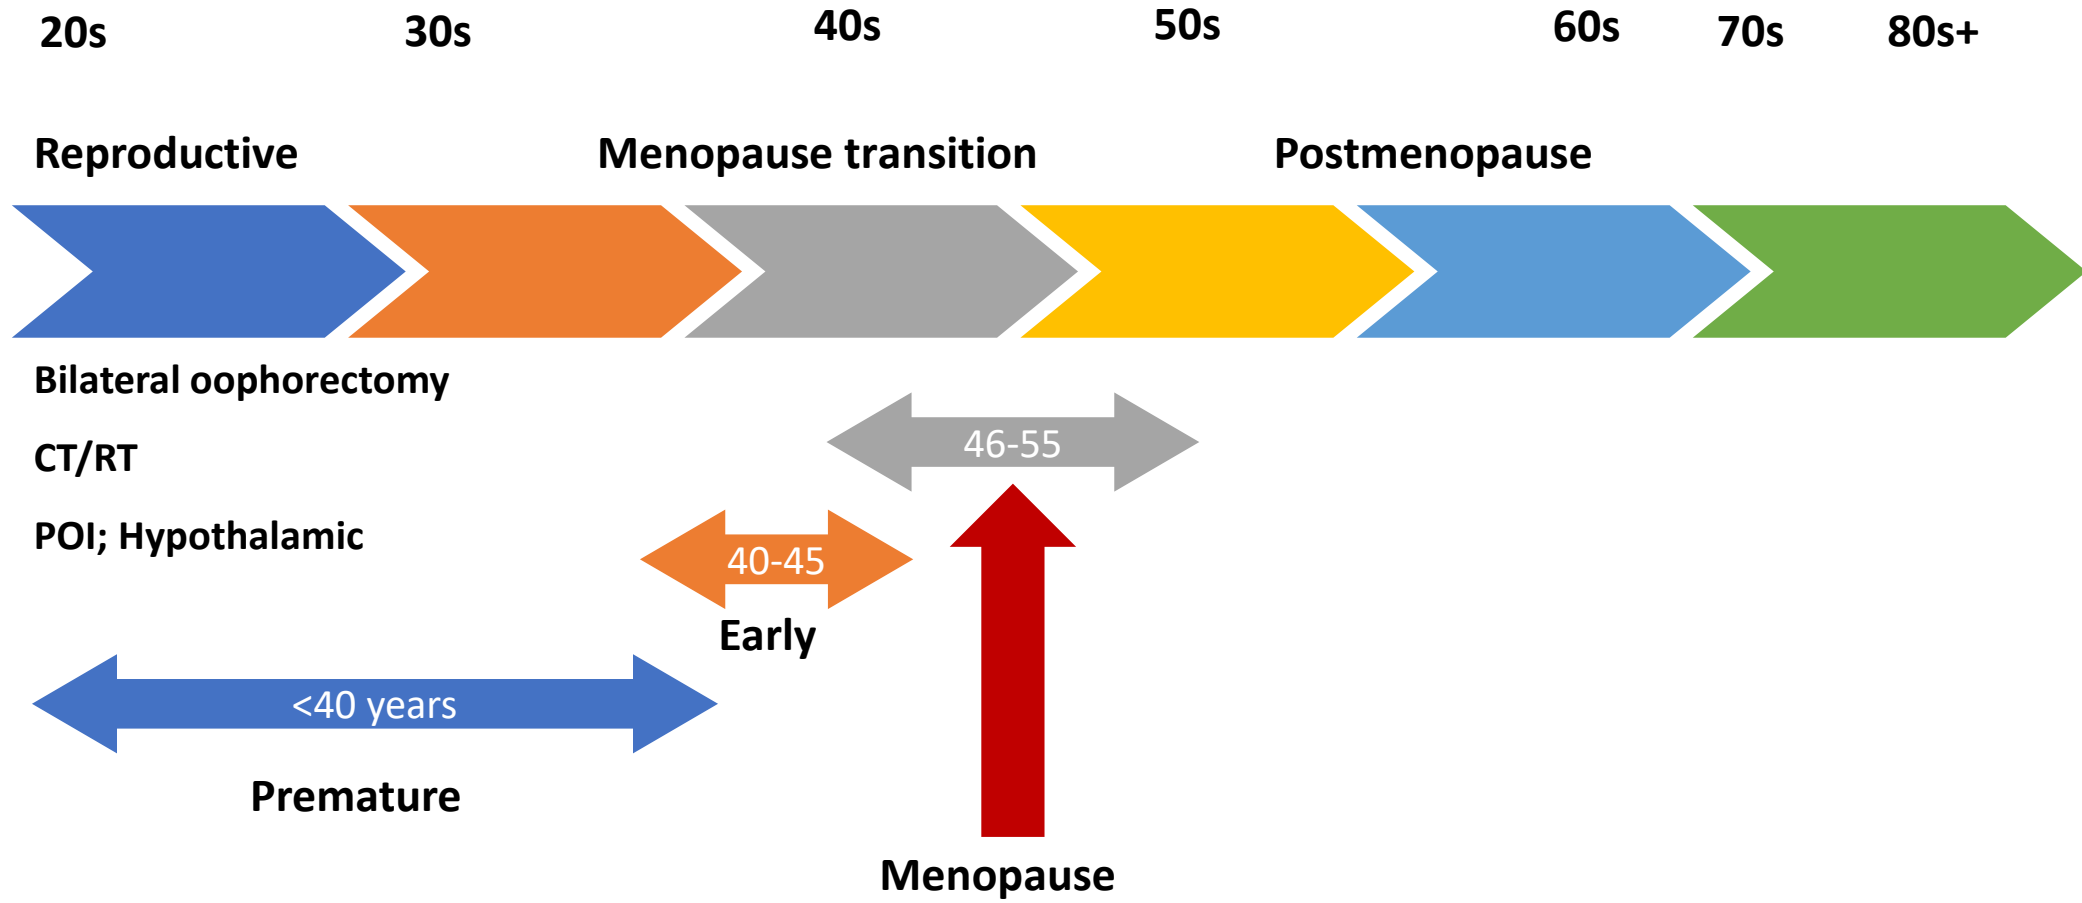 20s 30s 40s 50s 60s 70s 80s+
Reproductive Menopause transition Postmenopause
Bilateral oophorectomy
46-55
CT/RT
POI; Hypothalamic
40-45
Early
<40 years
Premature
Menopause